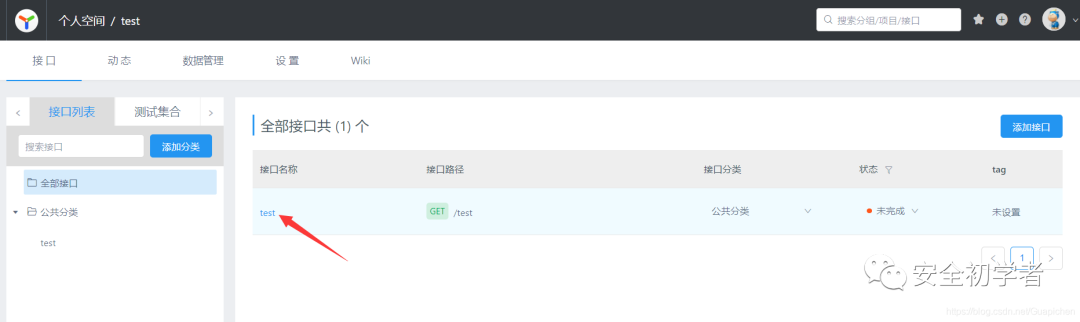 个人空间 / test
搜索分组/项目/接口
接 口 动 态 数据管理 设 置 Wiki
接口列表 测试集合
全部接口共 (1) 个
添加接口
搜索接口 添加分类
接口名称 接口路径 接口分类 状态 tag
全部接口
test GET /test 公共分类 未完成 未设置
公共分类
test
1
安全初学者
https://blog.csdn.net/Guapichen